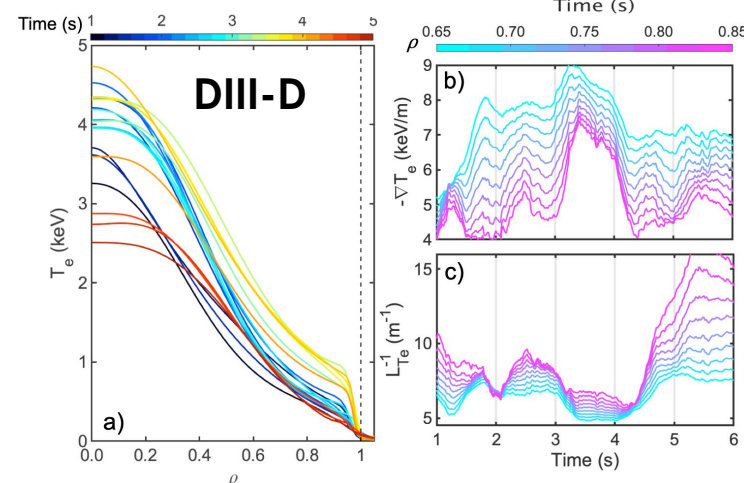 Time (s)
1 2 3 4 5
5
4
3
2
1
0
T_e (keV)
DIII-D
a)
0.0 0.2 0.4 0.6 0.8 1
ρ
Time (s)
ρ
0.65 0.70 0.75 0.80 0.85
b)
9
8
7
6
5
4
-∇T_e (keV/m)
c)
15
10
5
L_Te^-1 (m^-1)
1 2 3 4 5 6
Time (s)